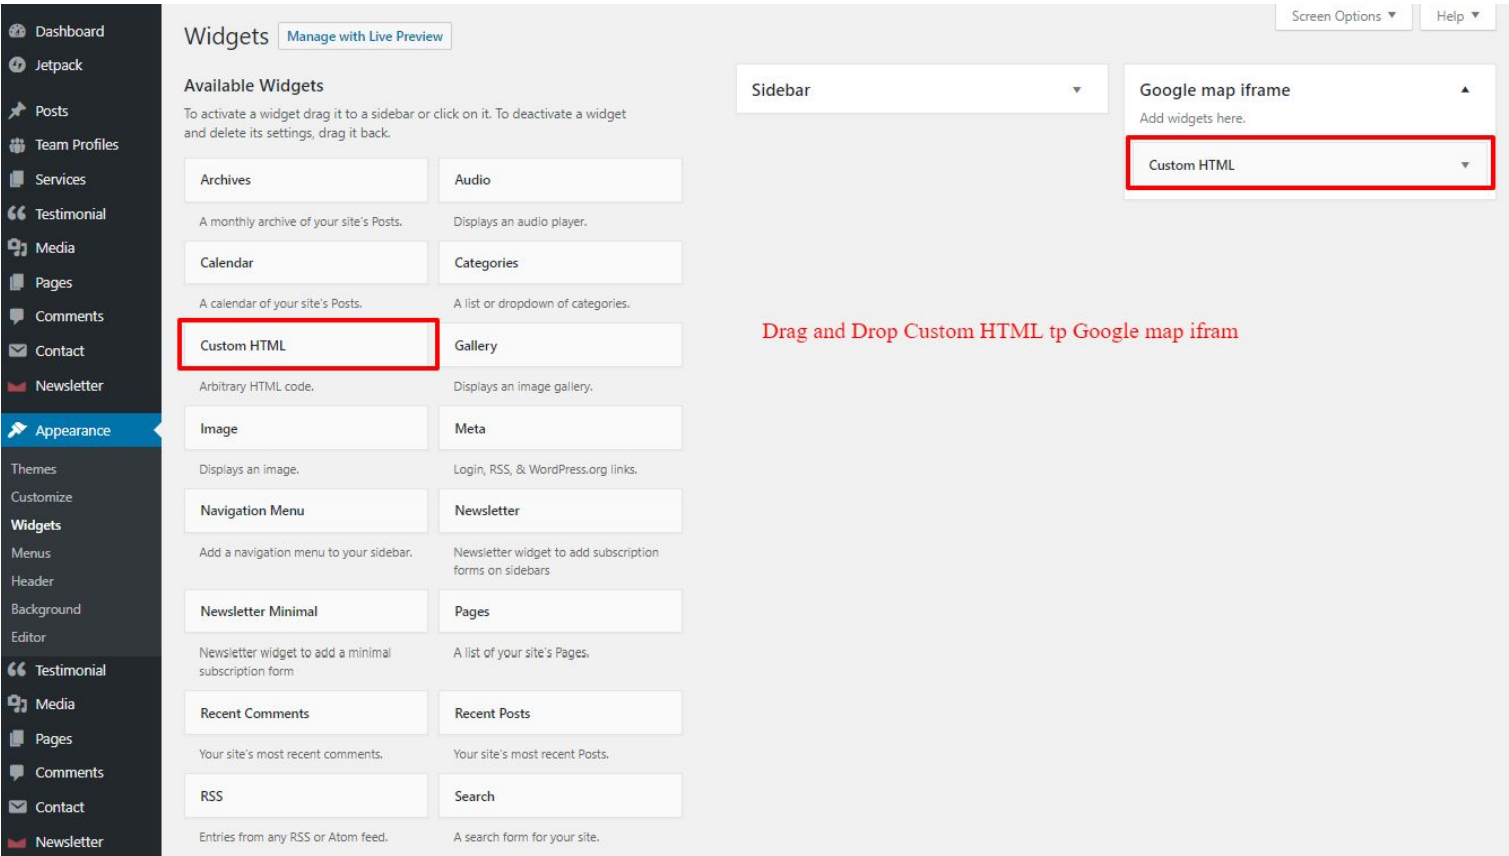 Dashboard
Jetpack
Posts
Team Profiles
Services
Testimonial
Media
Pages
Comments
Contact
Newsletter
Appearance
Themes
Customize
Widgets
Menus
Header
Background
Editor
Testimonial
Media
Pages
Comments
Contact
Newsletter
Screen Options ▼
Help ▼
Widgets
Manage with Live Preview
Available Widgets
To activate a widget drag it to a sidebar or click on it. To deactivate a widget
and delete its settings, drag it back.
Archives
A monthly archive of your site's Posts.
Audio
Displays an audio player.
Calendar
A calendar of your site's Posts.
Categories
A list or dropdown of categories.
Custom HTML
Arbitrary HTML code.
Gallery
Displays an image gallery.
Image
Displays an image.
Meta
Login, RSS, & WordPress.org links.
Navigation Menu
Add a navigation menu to your sidebar.
Newsletter
Newsletter widget to add subscription
forms on sidebars
Newsletter Minimal
Newsletter widget to add a minimal
subscription form
Pages
A list of your site's Pages.
Recent Comments
Your site's most recent comments.
Recent Posts
Your site's most recent Posts.
RSS
Entries from any RSS or Atom feed.
Search
A search form for your site.
Sidebar
Google map iframe
Add widgets here.
Custom HTML
Drag and Drop Custom HTML tp Google map ifram